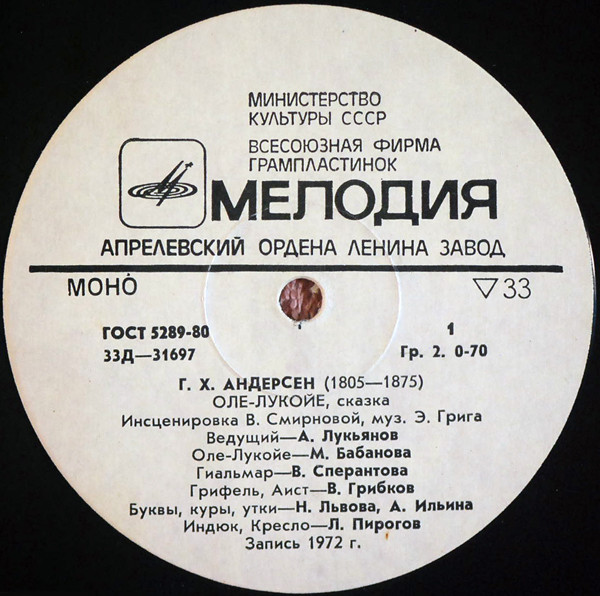 МИНИСТЕРСТВО
КУЛЬТУРЫ СССР
ВСЕСОЮЗНАЯ ФИРМА
ГРАМПЛАСТИНОК
МЕЛОДИЯ
АПРЕЛЕВСКИЙ ОРДЕНА ЛЕНИНА ЗАВОД
МОНО ▽33
ГОСТ 5289-80 1
33Д—31697 Гр. 2. 0-70
Г. Х. АНДЕРСЕН (1805—1875)
ОЛЕ-ЛУКОЙЕ, сказка
Инсценировка В. Смирновой, муз. Э. Грига
Ведущий—А. Лукьянов
Оле-Лукойе—М. Бабанова
Гиальмар—В. Сперантова
Грифель, Аист—В. Грибков
Буквы, куры, утки—Н. Львова, А. Ильина
Индюк, Кресло—Л. Пирогов
Запись 1972 г.